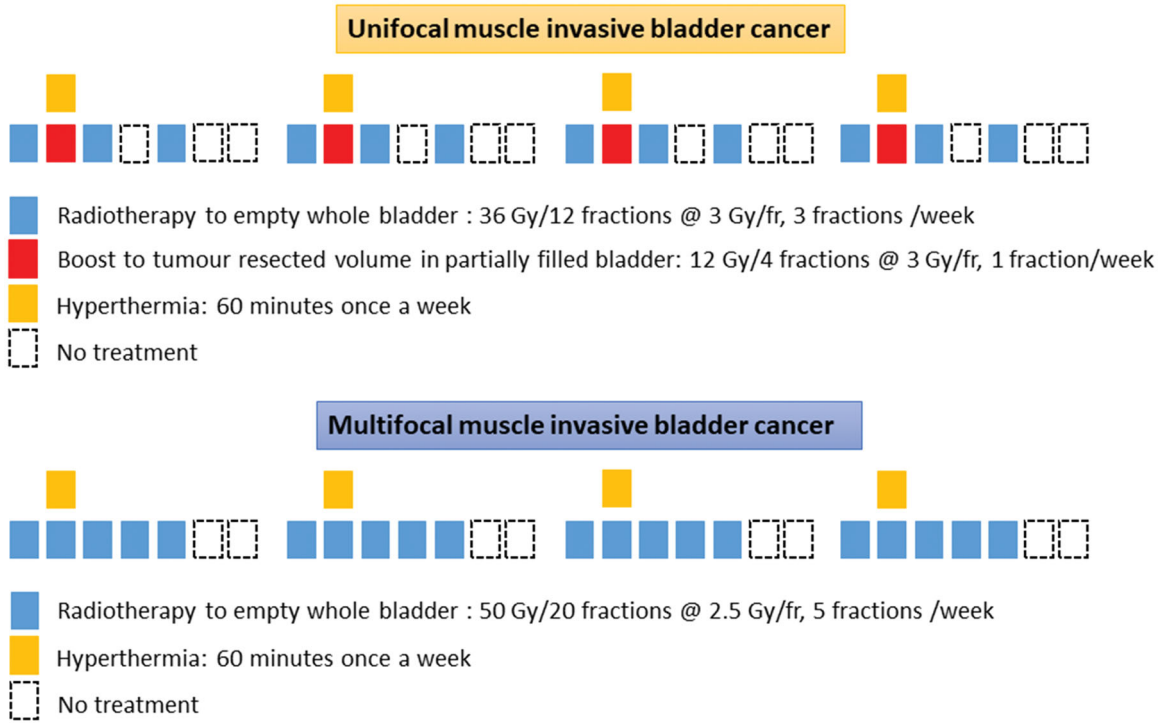 Unifocal muscle invasive bladder cancer
Radiotherapy to empty whole bladder : 36 Gy/12 fractions @ 3 Gy/fr, 3 fractions /week
Boost to tumour resected volume in partially filled bladder: 12 Gy/4 fractions @ 3 Gy/fr, 1 fraction/week
Hyperthermia: 60 minutes once a week
No treatment
Multifocal muscle invasive bladder cancer
Radiotherapy to empty whole bladder : 50 Gy/20 fractions @ 2.5 Gy/fr, 5 fractions /week
Hyperthermia: 60 minutes once a week
No treatment